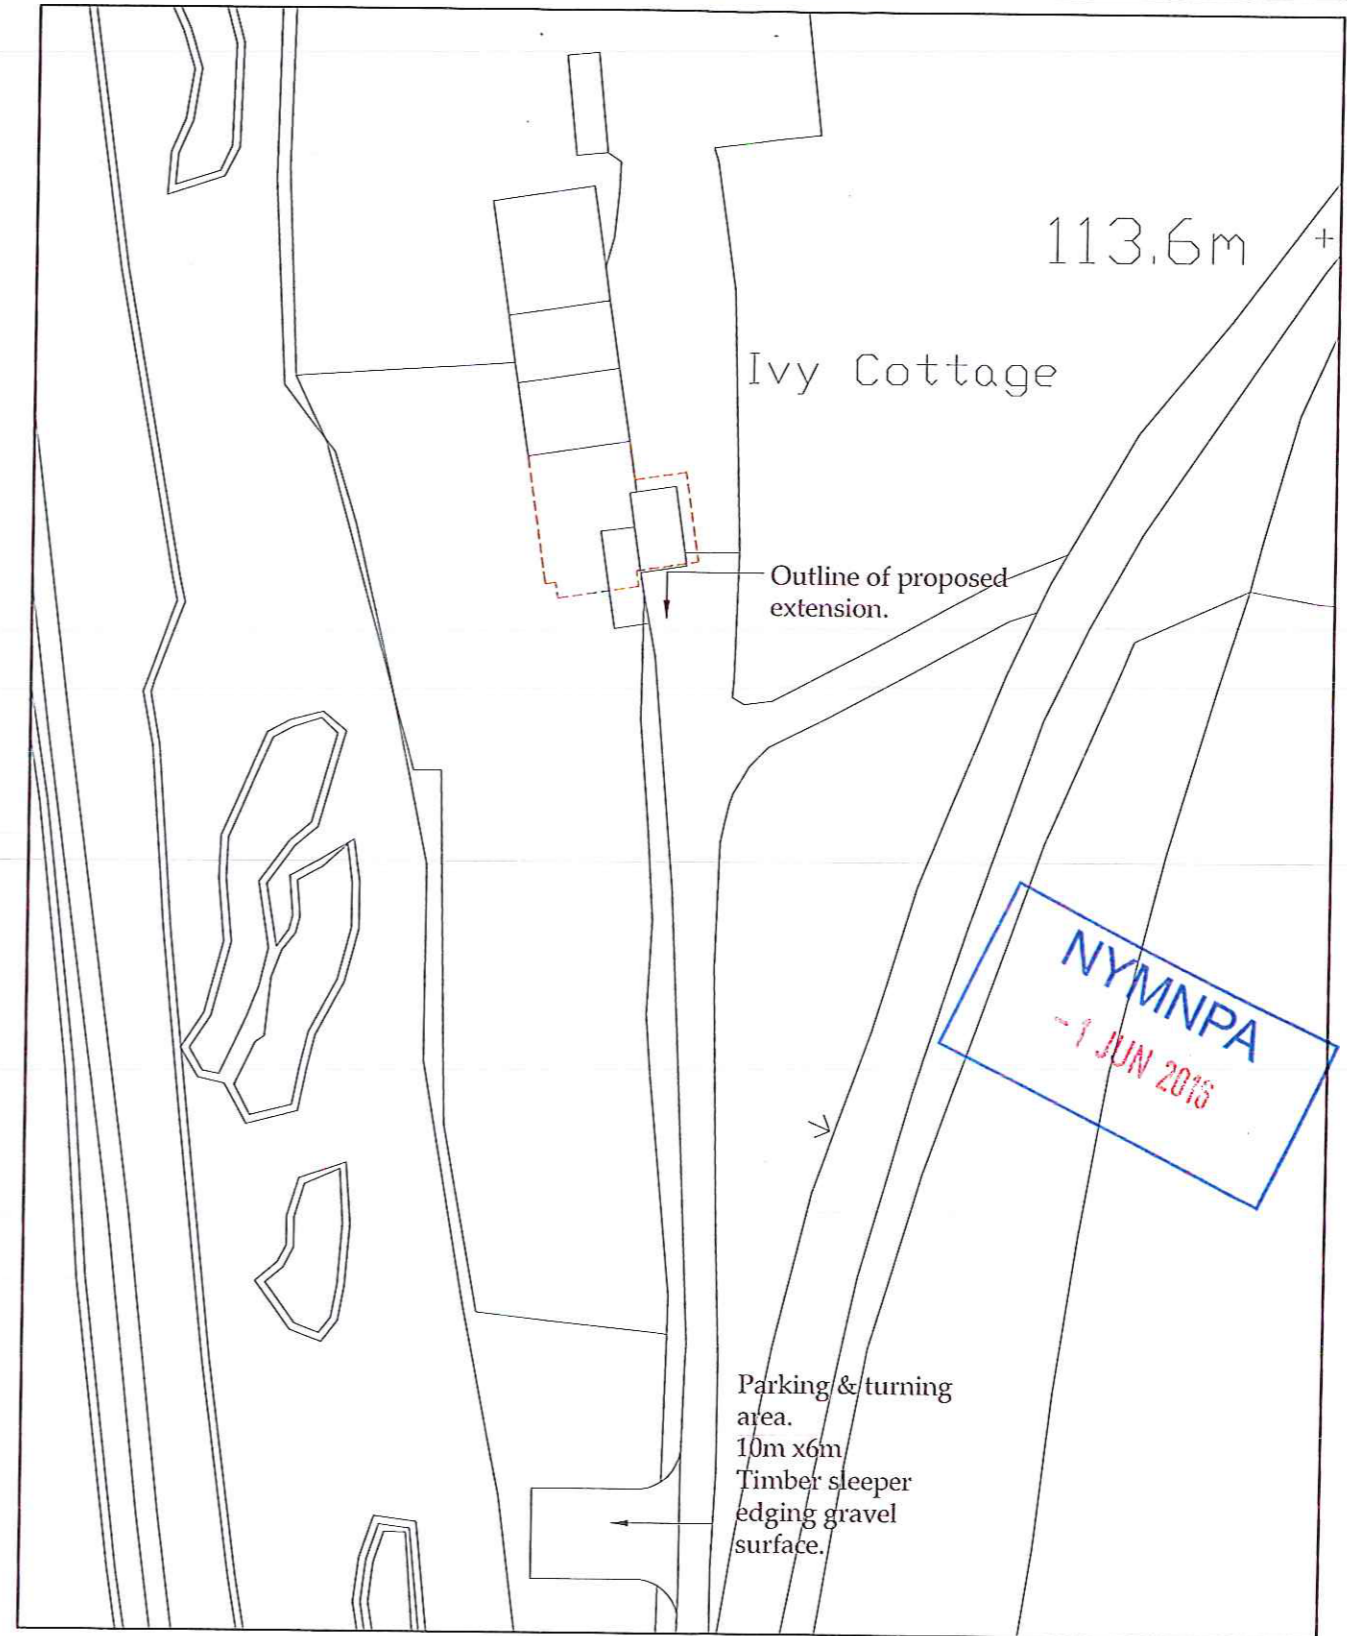 113.6m
Ivy Cottage
Outline of proposed
extension.
NYMNPA
-1 JUN 2016
Parking & turning
area.
10m x6m
Timber sleeper
edging gravel
surface.